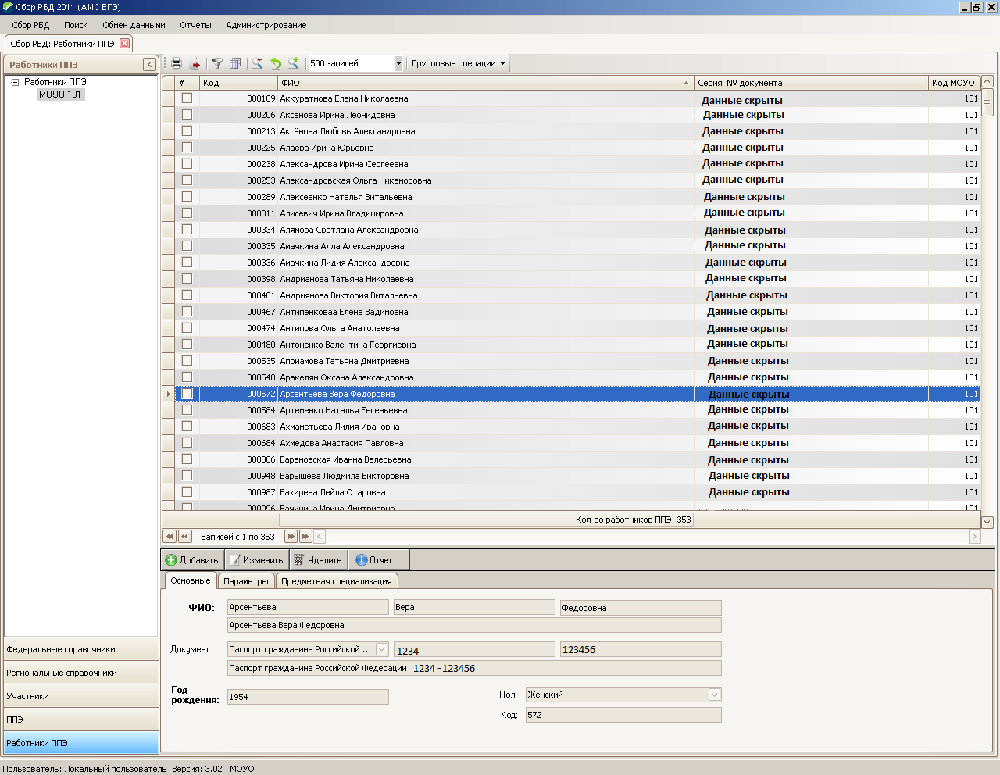 Сбор РБД 2011 (АИС ЕГЭ)
Сбор РБД Поиск Обмен данными Отчеты Администрирование
Сбор РБД: Работники ППЭ
Работники ППЭ
500 записей Групповые операции
Работники ППЭ
МОУО 101
# Код ФИО Серия_№ документа Код МОУО
000189 Аккуратнова Елена Николаевна Данные скрыты 101
000206 Аксенова Ирина Леонидовна Данные скрыты 101
000213 Аксёнова Любовь Александровна Данные скрыты 101
000225 Алаева Ирина Юрьевна Данные скрыты 101
000238 Александрова Ирина Сергеевна Данные скрыты 101
000253 Александровская Ольга Никаноровна Данные скрыты 101
000289 Алексеенко Наталья Витальевна Данные скрыты 101
000311 Алисевич Ирина Владимировна Данные скрыты 101
000334 Алямова Светлана Александровна Данные скрыты 101
000335 Амачкина Алла Александровна Данные скрыты 101
000336 Амачкина Лидия Александровна Данные скрыты 101
000398 Андрианова Татьяна Николаевна Данные скрыты 101
000401 Андриянова Виктория Витальевна Данные скрыты 101
000467 Антипенковаа Елена Вадимовна Данные скрыты 101
000474 Антипова Ольга Анатольевна Данные скрыты 101
000480 Антоненко Валентина Георгиевна Данные скрыты 101
000535 Априамова Татьяна Дмитриевна Данные скрыты 101
000540 Аракелян Оксана Александровна Данные скрыты 101
000572 Арсентьева Вера Федоровна Данные скрыты 101
000584 Артеменко Наталья Евгеньевна Данные скрыты 101
000683 Ахмаметьева Лилия Ивановна Данные скрыты 101
000684 Ахмедова Анастасия Павловна Данные скрыты 101
000886 Барановская Иванна Валерьевна Данные скрыты 101
000948 Барышева Людмила Викторовна Данные скрыты 101
000987 Бахирева Лейла Отаровна Данные скрыты 101
000996 Бачинина Ирина Дмитриевна 101
Кол-во работников ППЭ: 353
Записей с 1 по 353
Добавить Изменить Удалить Отчет
Основные Параметры Предметная специализация
ФИО: Арсентьева Вера Федоровна
Арсентьева Вера Федоровна
Документ: Паспорт гражданина Российской ... 1234 123456
Паспорт гражданина Российской Федерации 1234 -123456
Год
рождения: 1954
Пол: Женский
Код: 572
Федеральные справочники
Региональные справочники
Участники
ППЭ
Работники ППЭ
Пользователь: Локальный пользователь Версия: 3.02 МОУО